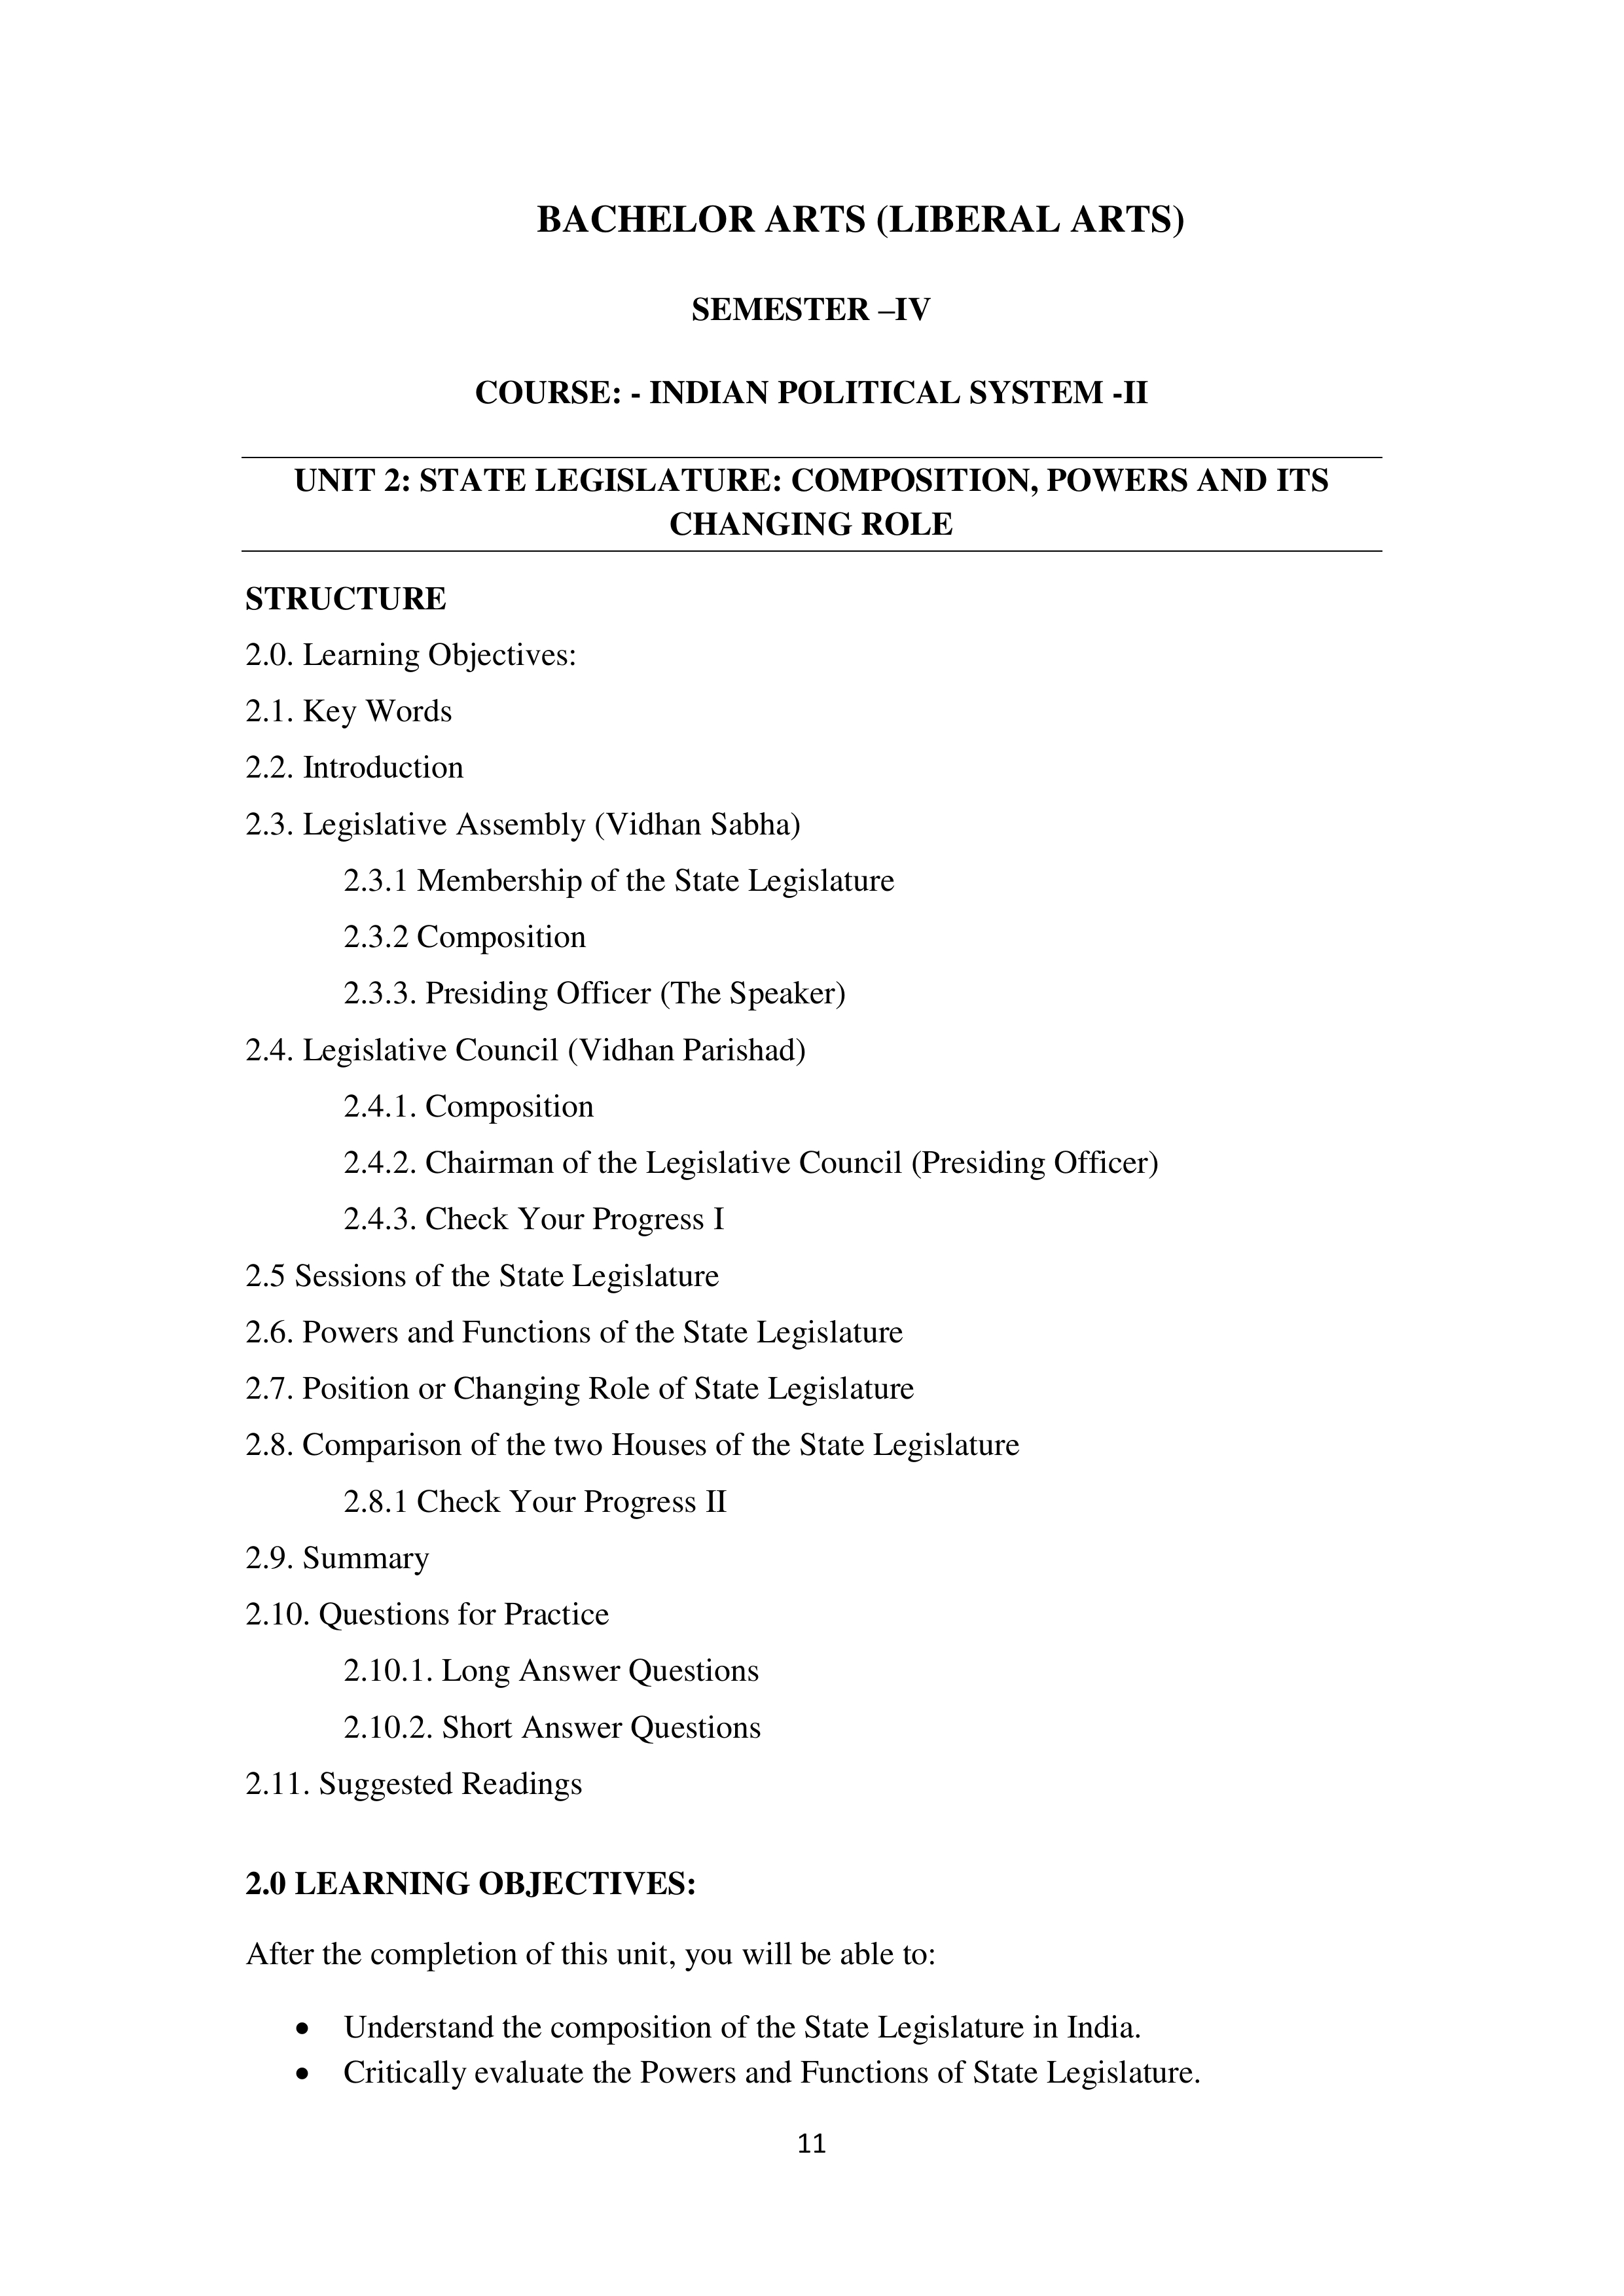 BACHELOR ARTS (LIBERAL ARTS)
SEMESTER –IV
COURSE: - INDIAN POLITICAL SYSTEM -II
UNIT 2: STATE LEGISLATURE: COMPOSITION, POWERS AND ITS
CHANGING ROLE
STRUCTURE
2.0. Learning Objectives:
2.1. Key Words
2.2. Introduction
2.3. Legislative Assembly (Vidhan Sabha)
2.3.1 Membership of the State Legislature
2.3.2 Composition
2.3.3. Presiding Officer (The Speaker)
2.4. Legislative Council (Vidhan Parishad)
2.4.1. Composition
2.4.2. Chairman of the Legislative Council (Presiding Officer)
2.4.3. Check Your Progress I
2.5 Sessions of the State Legislature
2.6. Powers and Functions of the State Legislature
2.7. Position or Changing Role of State Legislature
2.8. Comparison of the two Houses of the State Legislature
2.8.1 Check Your Progress II
2.9. Summary
2.10. Questions for Practice
2.10.1. Long Answer Questions
2.10.2. Short Answer Questions
2.11. Suggested Readings
2.0 LEARNING OBJECTIVES:
After the completion of this unit, you will be able to:
• Understand the composition of the State Legislature in India.
• Critically evaluate the Powers and Functions of State Legislature.
11